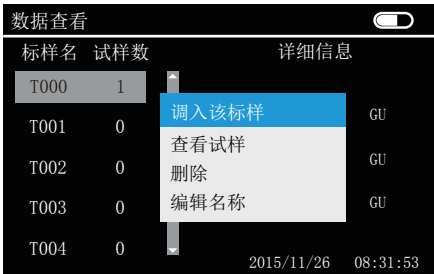 数据查看
标样名 试样数 详细信息
T000 1
调入该标样
T001 0 GU
查看试样
删除
T002 0 GU
编辑名称
T003 0 GU
T004 0
2015/11/26 08:31:53